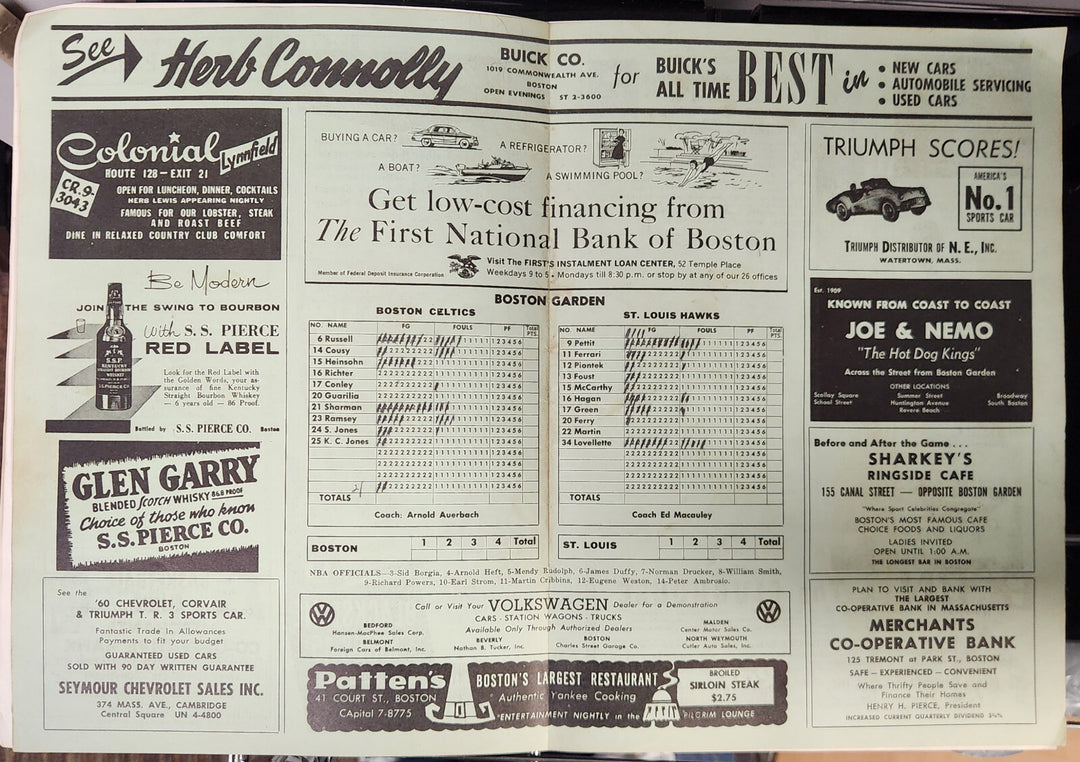 See Herb Connolly BUICK CO. for BUICK'S ALL TIME BEST in
1019 COMMONWEALTH AVE.
BOSTON
OPEN EVENINGS ST 2-3600
• NEW CARS
• AUTOMOBILE SERVICING
• USED CARS
Colonial Lynnfield
ROUTE 128 — EXIT 21
CR. 9-3043
OPEN FOR LUNCHEON, DINNER, COCKTAILS
HERB LEWIS APPEARING NIGHTLY
FAMOUS FOR OUR LOBSTER, STEAK
AND ROAST BEEF
DINE IN RELAXED COUNTRY CLUB COMFORT
Be Modern
JOIN THE SWING TO BOURBON
With S. S. PIERCE
RED LABEL
S.S.P.
KENTUCKY
Look for the Red Label with
the Golden Words, your as-
surance of fine Kentucky
Straight Bourbon Whiskey
— 6 years old — 86 Proof.
Bottled by S.S. PIERCE CO. Boston
GLEN GARRY
BLENDED SCOTCH WHISKY 86.8 PROOF
Choice of those who know
S.S. PIERCE CO.
BOSTON
See the
'60 CHEVROLET, CORVAIR
& TRIUMPH T. R. 3 SPORTS CAR.
Fantastic Trade In Allowances
Payments to fit your budget
GUARANTEED USED CARS
SOLD WITH 90 DAY WRITTEN GUARANTEE
SEYMOUR CHEVROLET SALES INC.
374 MASS. AVE., CAMBRIDGE
Central Square UN 4-4800
BUYING A CAR?
A REFRIGERATOR?
A BOAT?
A SWIMMING POOL?
Get low-cost financing from
The First National Bank of Boston
Visit The FIRST'S INSTALMENT LOAN CENTER, 52 Temple Place
Weekdays 9 to 5 • Mondays till 8:30 p.m. or stop by at any of our 26 offices
Member of Federal Deposit Insurance Corporation
BOSTON GARDEN
BOSTON CELTICS
NO. NAME FG FOULS PF Total PTS.
6 Russell
14 Cousy
15 Heinsohn
16 Richter
17 Conley
20 Guarilia
21 Sharman
23 Ramsey
24 S. Jones
25 K. C. Jones
TOTALS
Coach: Arnold Auerbach
BOSTON 1 2 3 4 Total
ST. LOUIS HAWKS
NO. NAME FG FOULS PF Total PTS.
9 Pettit
11 Ferrari
12 Piontek
13 Foust
15 McCarthy
16 Hagan
17 Green
20 Ferry
22 Martin
34 Lovellette
TOTALS
Coach Ed Macauley
ST. LOUIS 1 2 3 4 Total
NBA OFFICIALS—3-Sid Borgia, 4-Arnold Heft, 5-Mendy Rudolph, 6-James Duffy, 7-Norman Drucker, 8-William Smith,
9-Richard Powers, 10-Earl Strom, 11-Martin Cribbins, 12-Eugene Weston, 14-Peter Ambrosio.
Call or Visit Your VOLKSWAGEN Dealer for a Demonstration
CARS - STATION WAGONS - TRUCKS
Available Only Through Authorized Dealers
BEDFORD
Hansen-MacPhee Sales Corp.
BELMONT
Foreign Cars of Belmont, Inc.
BEVERLY
Nathan B. Tucker, Inc.
BOSTON
Charles Street Garage Co.
MALDEN
Center Motor Sales Co.
NORTH WEYMOUTH
Cutler Auto Sales, Inc.
Patten's
41 COURT ST., BOSTON
CApitol 7-8775
BOSTON'S LARGEST RESTAURANT
Authentic Yankee Cooking
ENTERTAINMENT NIGHTLY in the PILGRIM LOUNGE
BROILED
SIRLOIN STEAK
$2.75
TRIUMPH SCORES!
AMERICA'S
No. 1
SPORTS CAR
TRIUMPH DISTRIBUTOR OF N. E., INC.
WATERTOWN, MASS.
Est. 1909
KNOWN FROM COAST TO COAST
JOE & NEMO
"The Hot Dog Kings"
Across the Street from Boston Garden
OTHER LOCATIONS
Scollay Square Summer Street Broadway
School Street Huntington Avenue South Boston
Revere Beach
Before and After the Game . . .
SHARKEY'S
RINGSIDE CAFE
155 CANAL STREET — OPPOSITE BOSTON GARDEN
"Where Sport Celebrities Congregate"
BOSTON'S MOST FAMOUS CAFE
CHOICE FOODS AND LIQUORS
LADIES INVITED
OPEN UNTIL 1:00 A.M.
THE LONGEST BAR IN BOSTON
PLAN TO VISIT AND BANK WITH
THE LARGEST
CO-OPERATIVE BANK IN MASSACHUSETTS
MERCHANTS
CO-OPERATIVE BANK
125 TREMONT at PARK ST., BOSTON
SAFE — EXPERIENCED — CONVENIENT
Where Thrifty People Save and
Finance Their Homes
HENRY H. PIERCE, President
INCREASED CURRENT QUARTERLY DIVIDEND 3½%